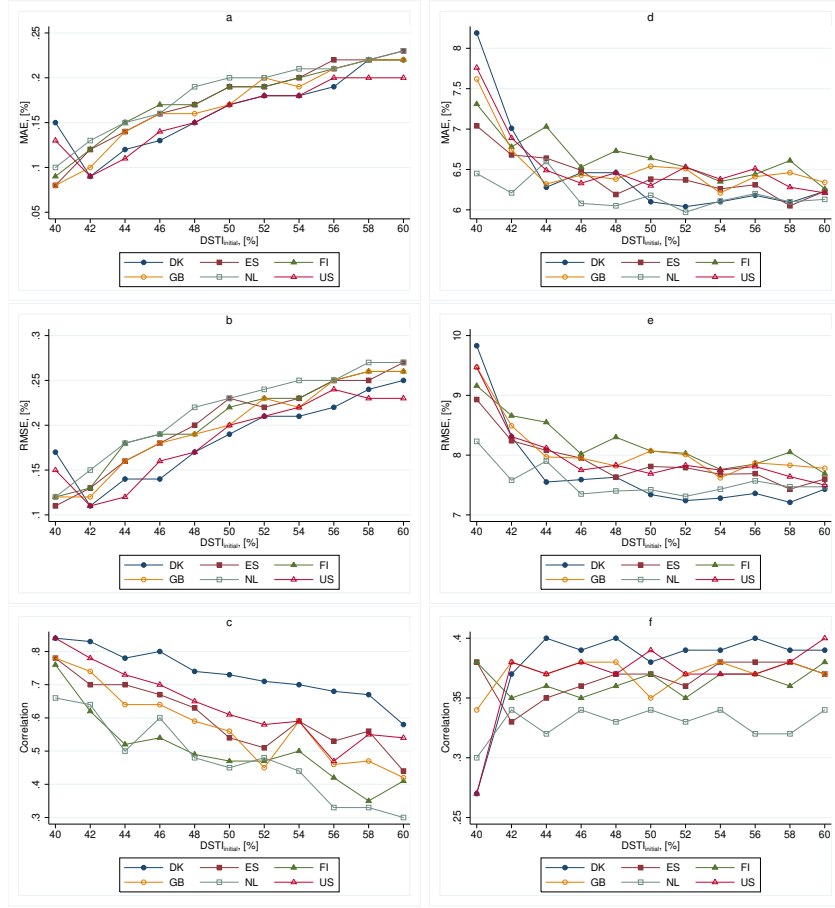 a
MAE, [%]
.25
.2
.15
.1
.05
40 42 44 46 48 50 52 54 56 58 60
DSTIinitial, [%]
DK ES FI
GB NL US
d
MAE, [%]
8
7.5
7
6.5
6
40 42 44 46 48 50 52 54 56 58 60
DSTIinitial, [%]
DK ES FI
GB NL US
b
RMSE, [%]
.3
.25
.2
.15
.1
40 42 44 46 48 50 52 54 56 58 60
DSTIinitial, [%]
DK ES FI
GB NL US
e
RMSE, [%]
10
9
8
7
40 42 44 46 48 50 52 54 56 58 60
DSTIinitial, [%]
DK ES FI
GB NL US
c
Correlation
.8
.7
.6
.5
.4
.3
40 42 44 46 48 50 52 54 56 58 60
DSTIinitial, [%]
DK ES FI
GB NL US
f
Correlation
.4
.35
.3
.25
40 42 44 46 48 50 52 54 56 58 60
DSTIinitial, [%]
DK ES FI
GB NL US